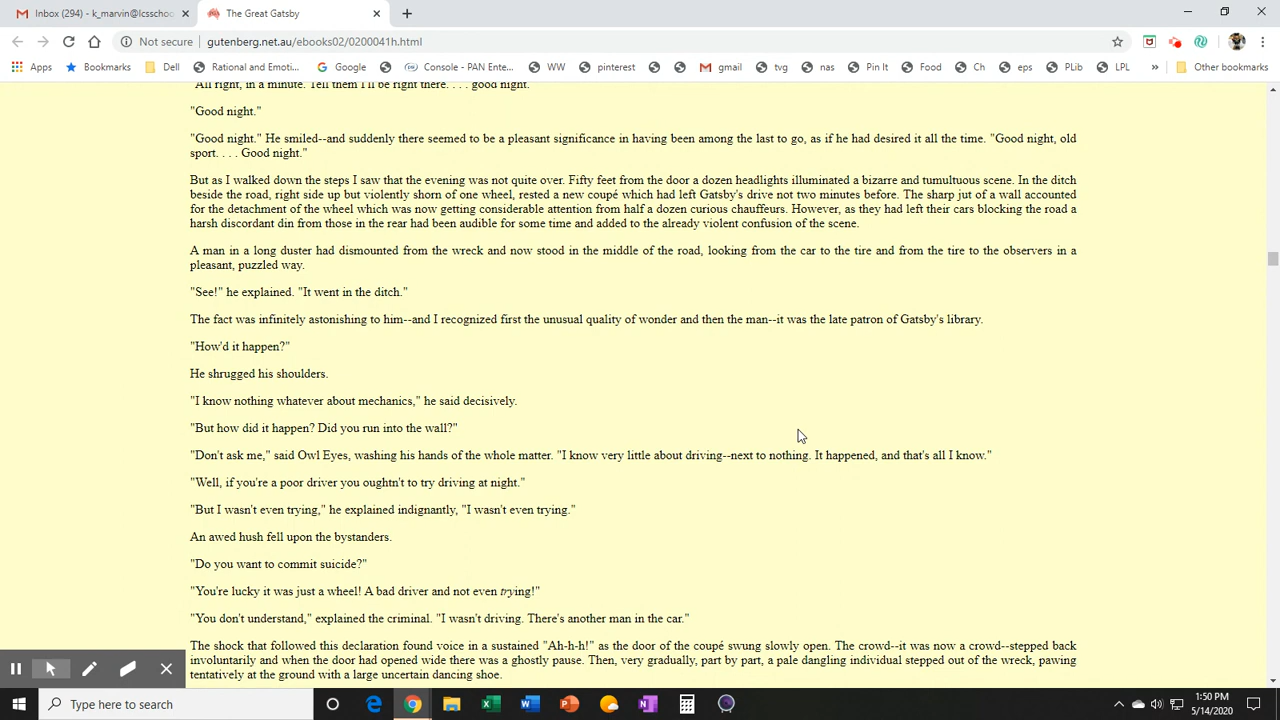 Inbox (294) - k_marvin@lcsschoo
The Great Gatsby
Not secure
gutenberg.net.au/ebooks02/0200041h.html
Apps
Bookmarks
Dell
Rational and Emoti...
Google
Console - PAN Ente...
WW
pinterest
gmail
tvg
nas
Pin It
Food
Ch
eps
PLib
LPL
»
Other bookmarks
"All right, in a minute. Tell them I'll be right there. . . . good night."
"Good night."
"Good night." He smiled--and suddenly there seemed to be a pleasant significance in having been among the last to go, as if he had desired it all the time. "Good night, old
sport. . . . Good night."
But as I walked down the steps I saw that the evening was not quite over. Fifty feet from the door a dozen headlights illuminated a bizarre and tumultuous scene. In the ditch
beside the road, right side up but violently shorn of one wheel, rested a new coupé which had left Gatsby's drive not two minutes before. The sharp jut of a wall accounted
for the detachment of the wheel which was now getting considerable attention from half a dozen curious chauffeurs. However, as they had left their cars blocking the road a
harsh discordant din from those in the rear had been audible for some time and added to the already violent confusion of the scene.
A man in a long duster had dismounted from the wreck and now stood in the middle of the road, looking from the car to the tire and from the tire to the observers in a
pleasant, puzzled way.
"See!" he explained. "It went in the ditch."
The fact was infinitely astonishing to him--and I recognized first the unusual quality of wonder and then the man--it was the late patron of Gatsby's library.
"How'd it happen?"
He shrugged his shoulders.
"I know nothing whatever about mechanics," he said decisively.
"But how did it happen? Did you run into the wall?"
"Don't ask me," said Owl Eyes, washing his hands of the whole matter. "I know very little about driving--next to nothing. It happened, and that's all I know."
"Well, if you're a poor driver you oughtn't to try driving at night."
"But I wasn't even trying," he explained indignantly, "I wasn't even trying."
An awed hush fell upon the bystanders.
"Do you want to commit suicide?"
"You're lucky it was just a wheel! A bad driver and not even trying!"
"You don't understand," explained the criminal. "I wasn't driving. There's another man in the car."
The shock that followed this declaration found voice in a sustained "Ah-h-h!" as the door of the coupé swung slowly open. The crowd--it was now a crowd--stepped back
involuntarily and when the door had opened wide there was a ghostly pause. Then, very gradually, part by part, a pale dangling individual stepped out of the wreck, pawing
tentatively at the ground with a large uncertain dancing shoe.
Type here to search
1:50 PM
5/14/2020